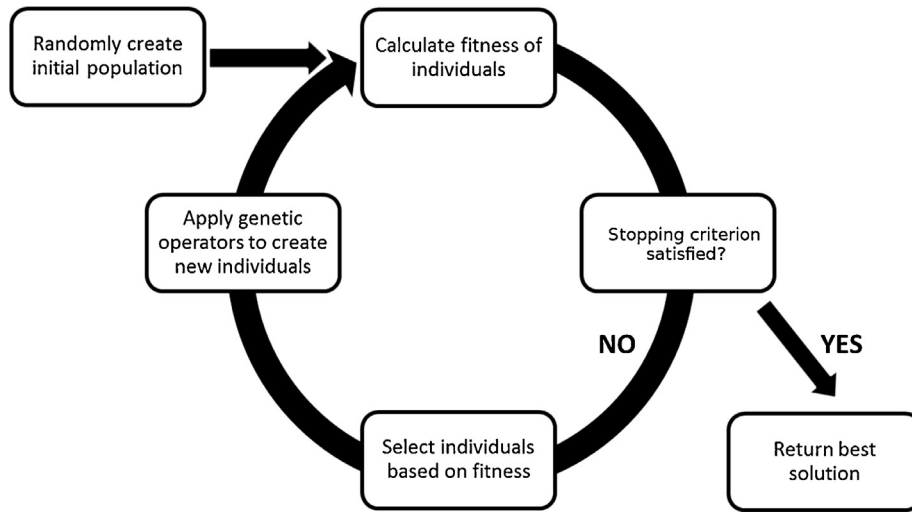 Randomly create
initial population
Calculate fitness of
individuals
Apply genetic
operators to create
new individuals
Stopping criterion
satisfied?
NO
YES
Select individuals
based on fitness
Return best
solution